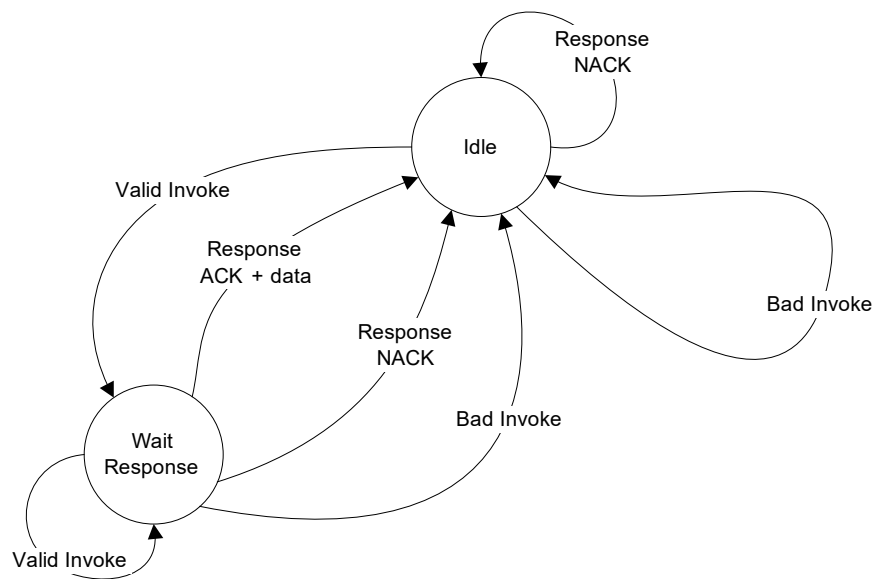 Response
NACK
Idle
Valid Invoke
Response
ACK + data
Bad Invoke
Response
NACK
Bad Invoke
Wait
Response
Valid Invoke